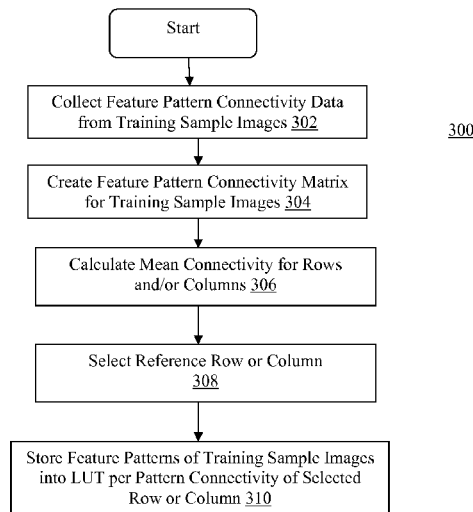 Start
Collect Feature Pattern Connectivity Data
from Training Sample Images 302
300
Create Feature Pattern Connectivity Matrix
for Training Sample Images 304
Calculate Mean Connectivity for Rows
and/or Columns 306
Select Reference Row or Column
308
Store Feature Patterns of Training Sample Images
into LUT per Pattern Connectivity of Selected
Row or Column 310